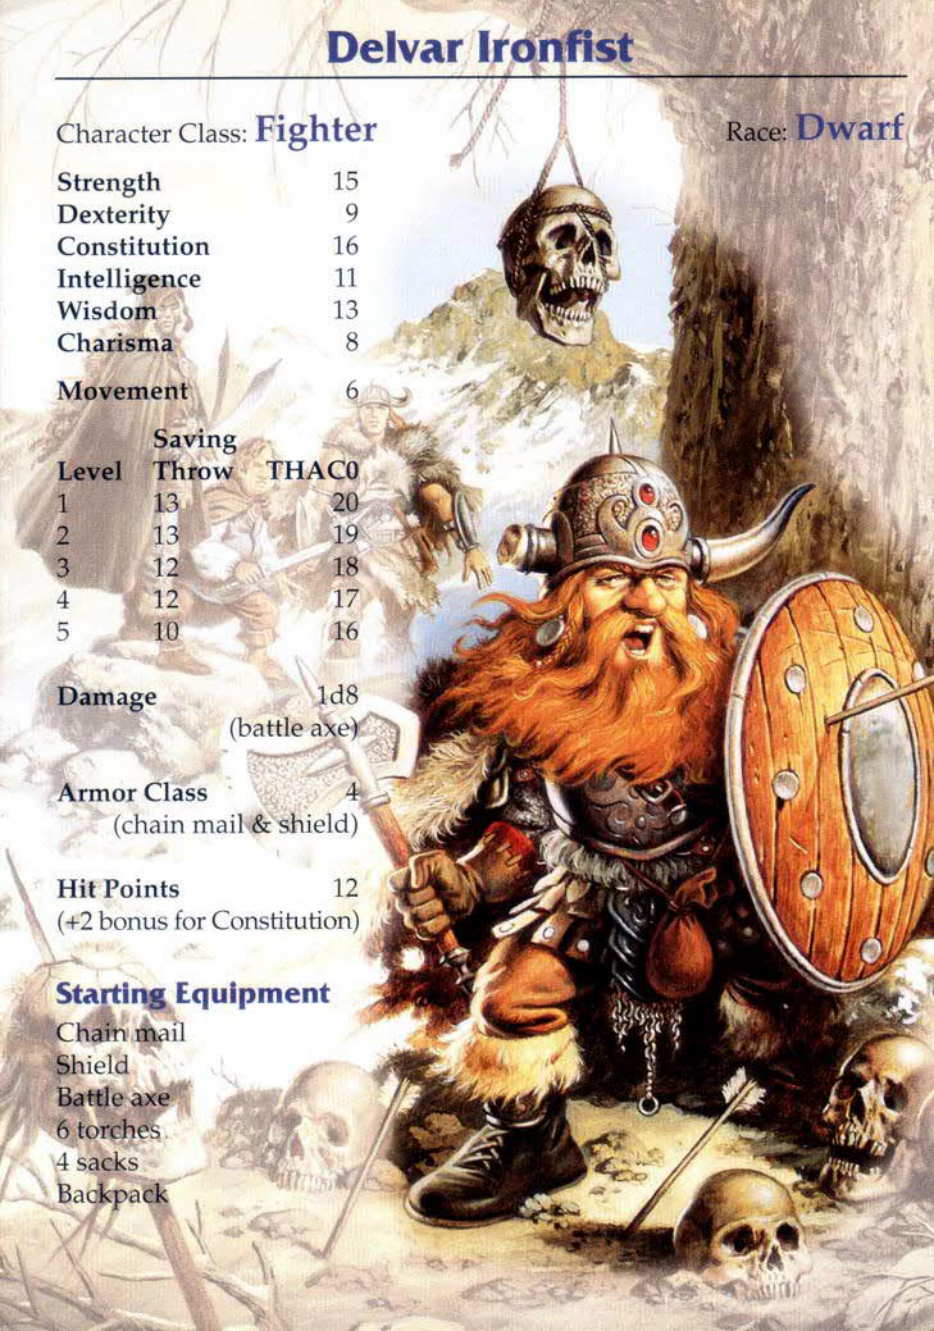 Delvar Ironfist
Character Class: Fighter
Race: Dwarf
Strength 15
Dexterity 9
Constitution 16
Intelligence 11
Wisdom 13
Charisma 8
Movement 6
Saving
Level Throw THAC0
1 13 20
2 13 19
3 12 18
4 12 17
5 10 16
Damage 1d8
(battle axe)
Armor Class 4
(chain mail & shield)
Hit Points 12
(+2 bonus for Constitution)
Starting Equipment
Chain mail
Shield
Battle axe
6 torches
4 sacks
Backpack